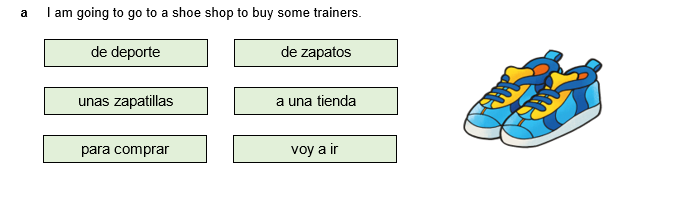 a I am going to go to a shoe shop to buy some trainers.
de deporte
de zapatos
unas zapatillas
a una tienda
para comprar
voy a ir